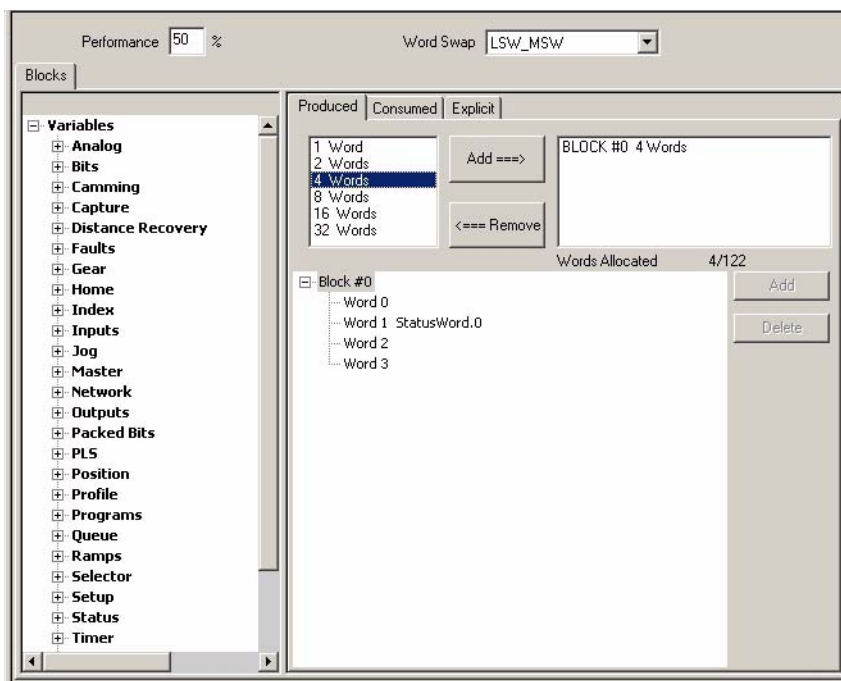 Performance 50 %
Word Swap LSW_MSW
Blocks
Variables
Analog
Bits
Camming
Capture
Distance Recovery
Faults
Gear
Home
Index
Inputs
Jog
Master
Network
Outputs
Packed Bits
PLS
Position
Profile
Programs
Queue
Ramps
Selector
Setup
Status
Timer
Produced Consumed Explicit
1 Word
2 Words
4 Words
8 Words
16 Words
32 Words
Add ===>
<=== Remove
BLOCK #0 4 Words
Words Allocated 4/122
Block #0
Word 0
Word 1 StatusWord.0
Word 2
Word 3
Add
Delete